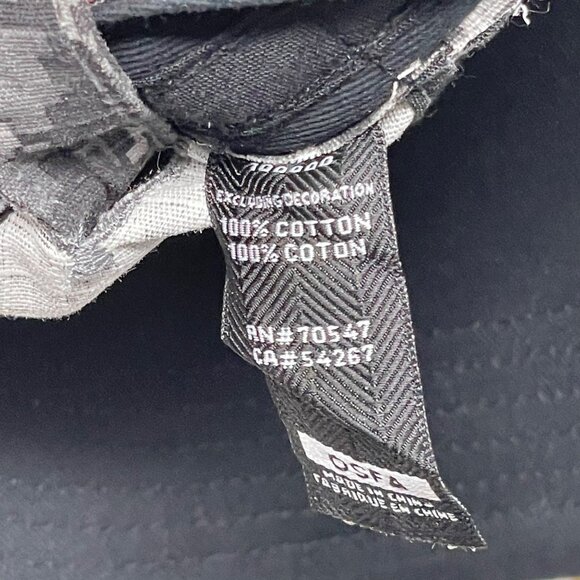 EXCLUDING DECORATION
100% COTTON
100% COTON
RN#70547
CA#54267
OSFA
MADE IN CHINA
FABRIQUE EN CHINE